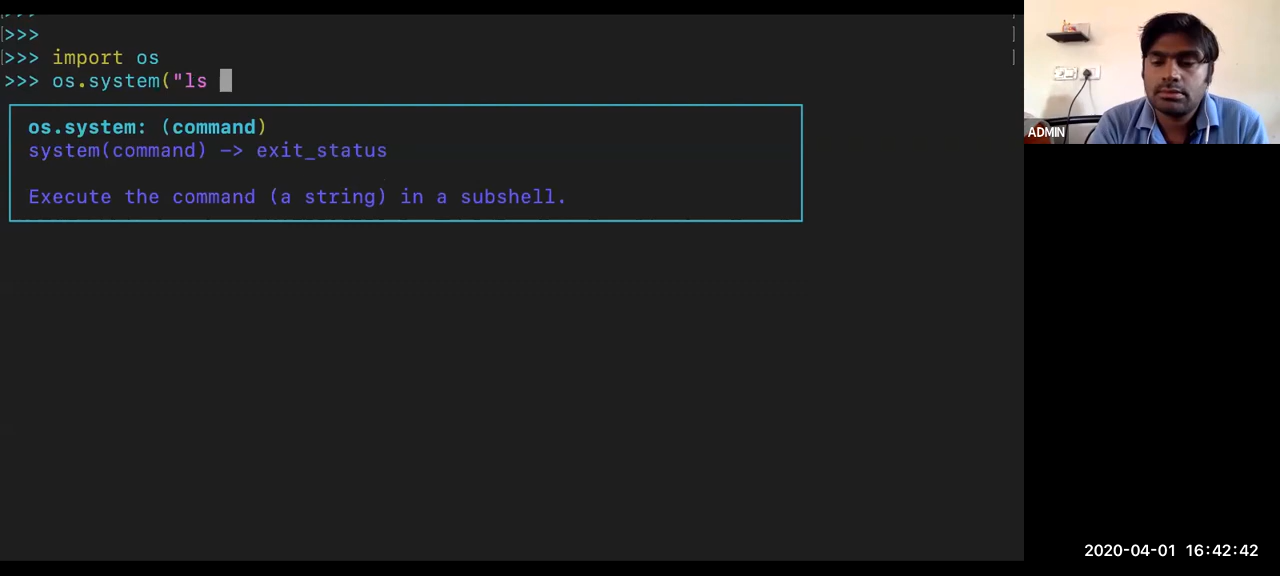 >>>
>>> import os
>>> os.system("ls
os.system: (command)
system(command) -> exit_status
Execute the command (a string) in a subshell.
ADMIN
2020-04-01 16:42:42